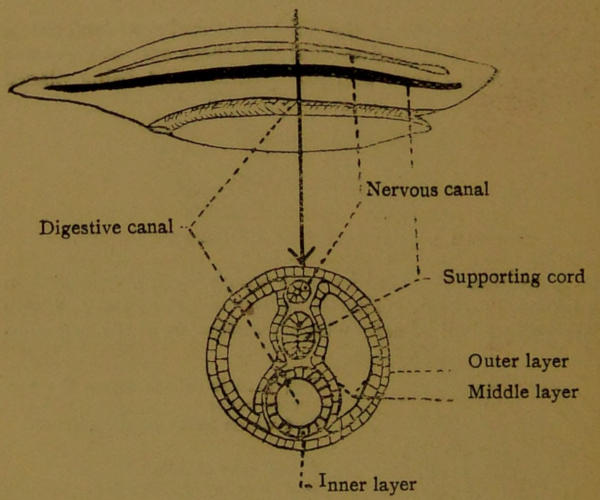 Nervous canal
Digestive canal
Supporting cord
Outer layer
Middle layer
Inner layer